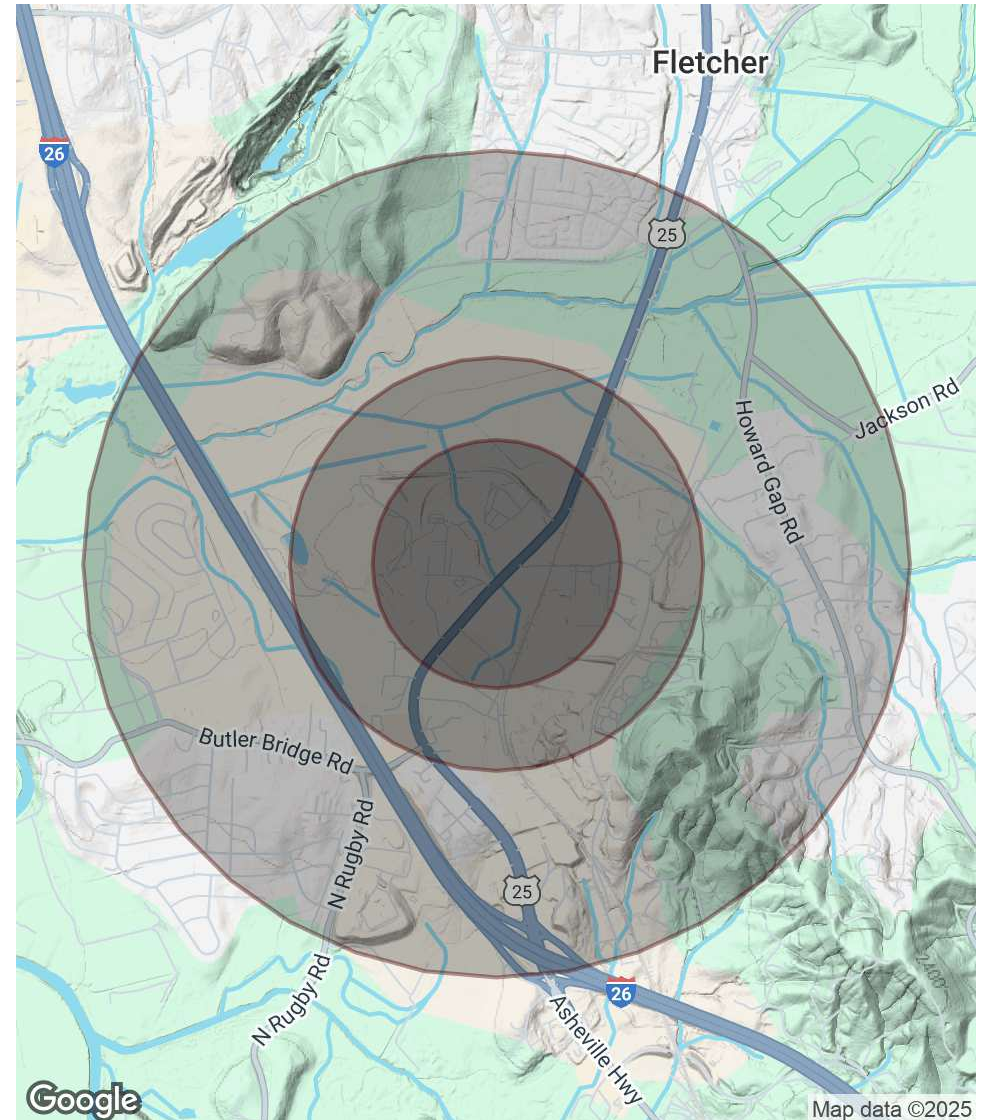 Fletcher
26
25
Jackson Rd
Howard Gap Rd
Butler Bridge Rd
N Rugby Rd
25
N Rugby Rd
26
Asheville Hwy
2400
Google
Map data ©2025